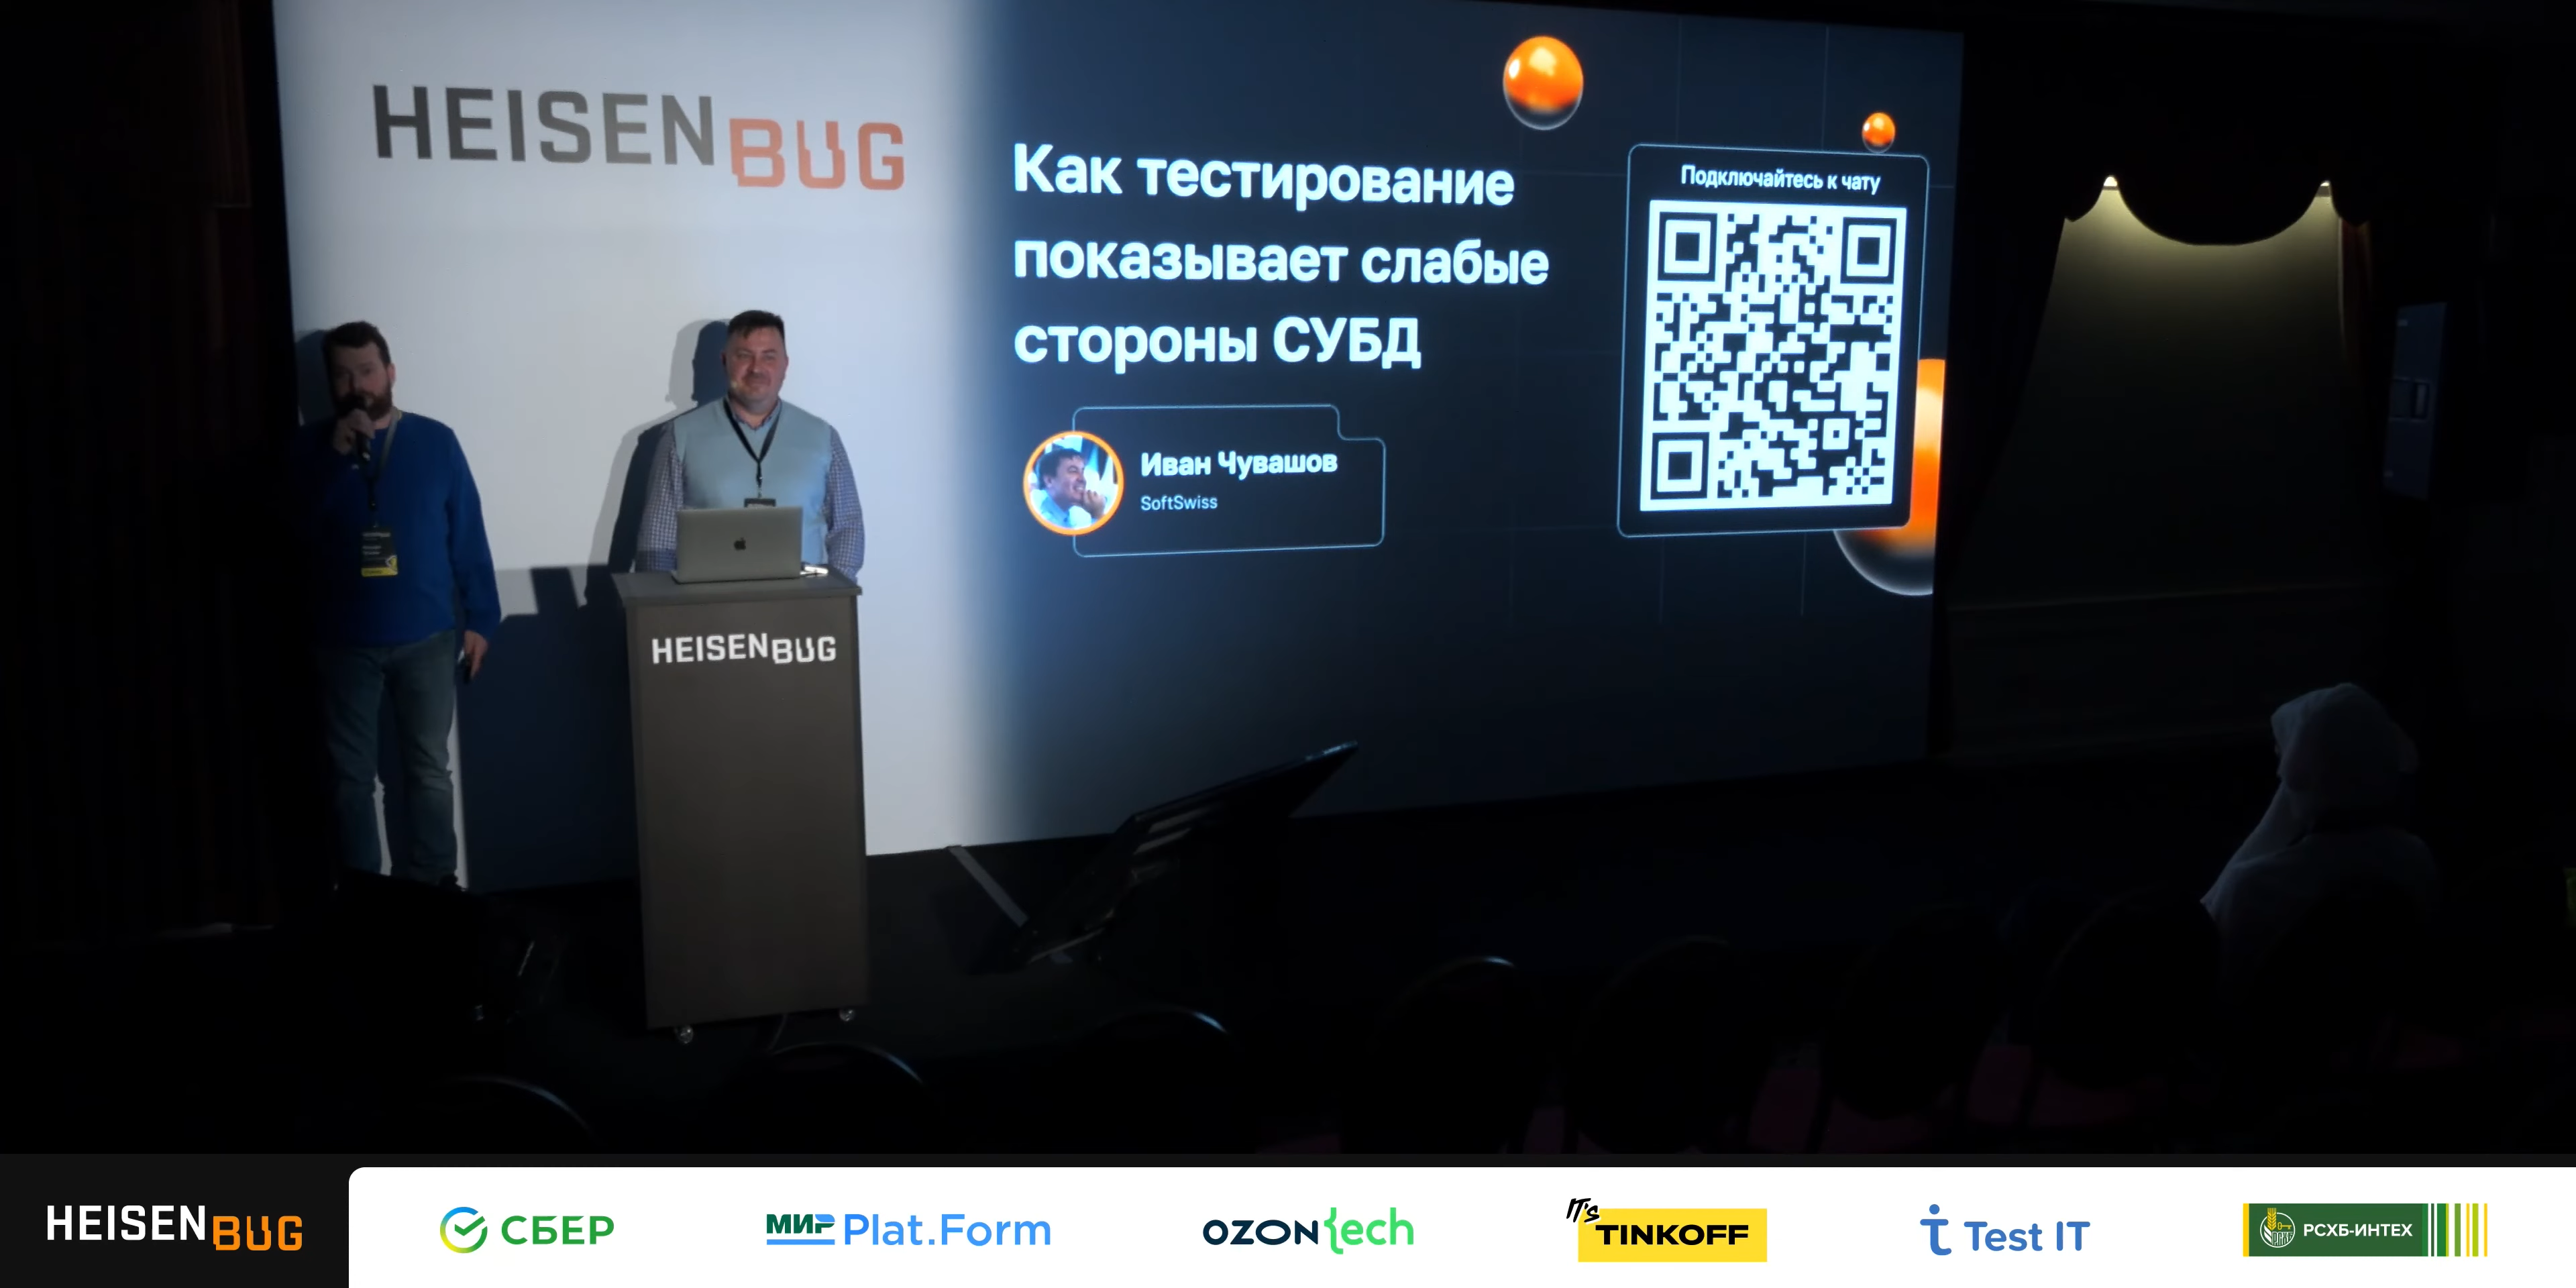 HEISENBUG
Как тестирование
показывает слабые
стороны СУБД
Иван Чувашов
SoftSwiss
Подключайтесь к чату
HEISENBUG
HEISENBUG
СБЕР
МИР Plat.Form
OZON{ech
IT's TINKOFF
Test IT
РСХБ-ИНТЕХ